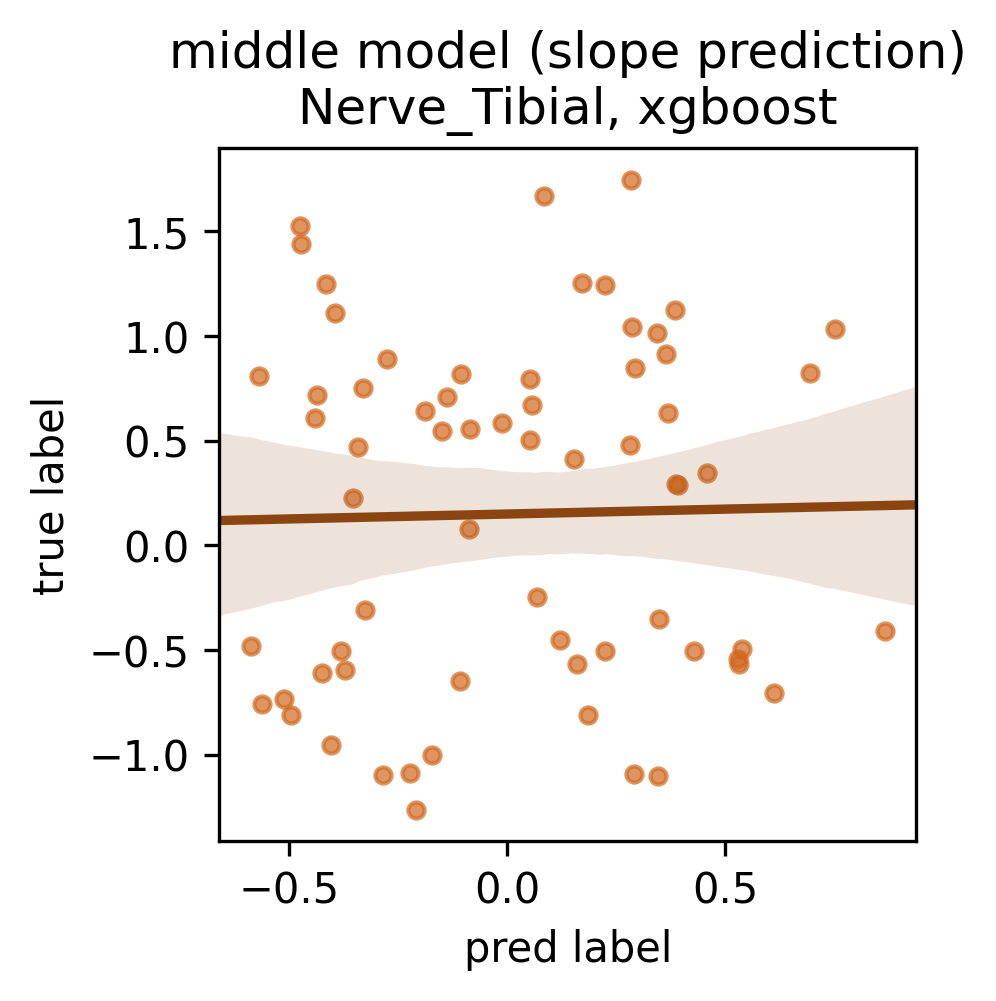 middle model (slope prediction)
Nerve_Tibial, xgboost
1.5
1.0
0.5
0.0
−0.5
−1.0
true label
−0.5
0.0
0.5
pred label